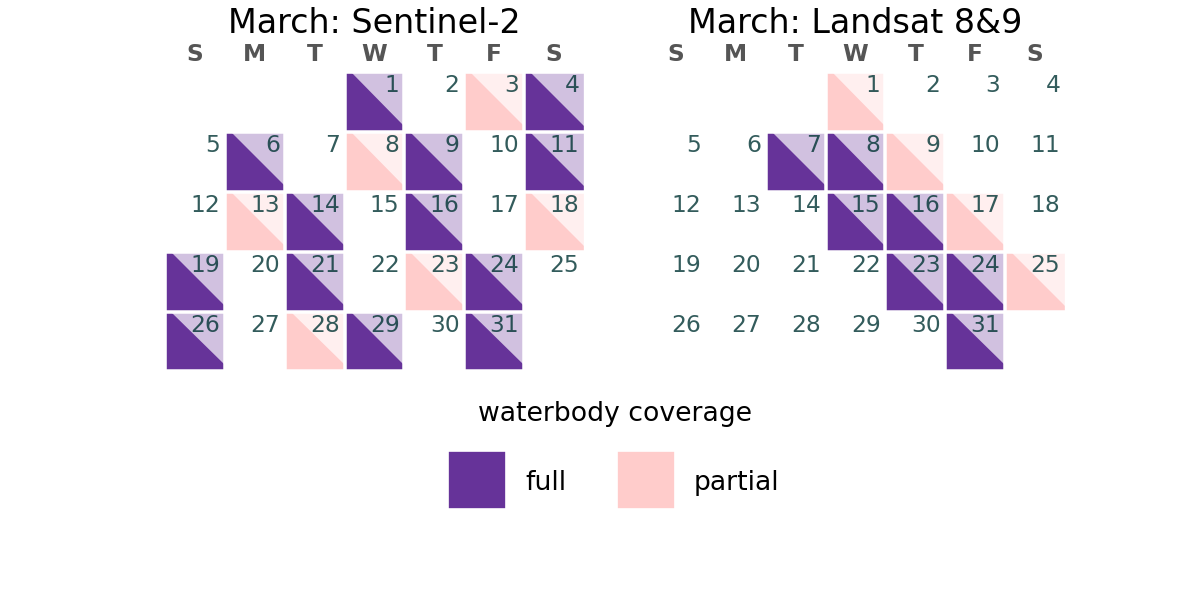 March: Sentinel-2
S M T W T F S
1 2 3 4
5 6 7 8 9 10 11
12 13 14 15 16 17 18
19 20 21 22 23 24 25
26 27 28 29 30 31
March: Landsat 8&9
S M T W T F S
1 2 3 4
5 6 7 8 9 10 11
12 13 14 15 16 17 18
19 20 21 22 23 24 25
26 27 28 29 30 31
waterbody coverage
full
partial